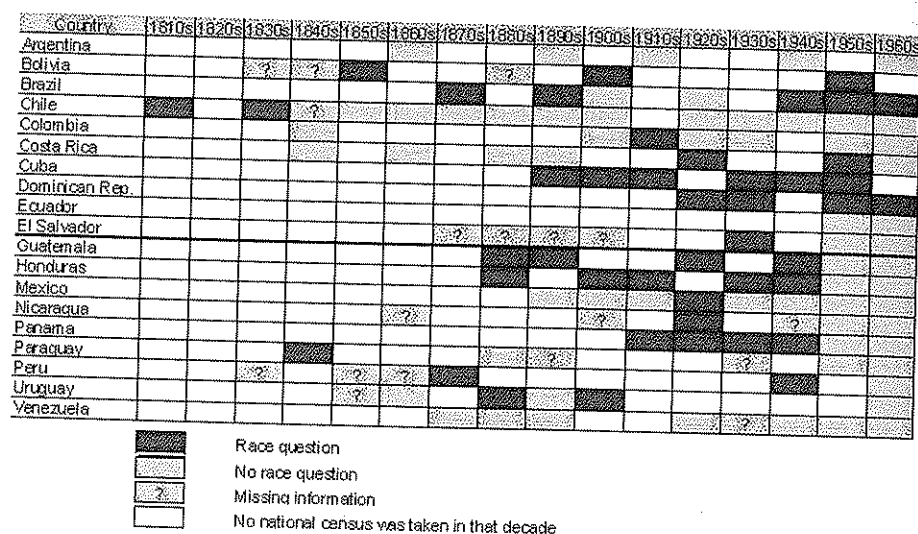 Country 1810s 1820s 1830s 1840s 1850s 1860s 1870s 1880s 1890s 1900s 1910s 1920s 1930s 1940s 1950s 1960s
Argentina
Bolivia ? ? ?
Brazil
Chile ?
Colombia
Costa Rica
Cuba
Dominican Rep.
Ecuador
El Salvador ? ? ? ?
Guatemala
Honduras
Mexico
Nicaragua ? ? ?
Panama
Paraguay ? ?
Peru ? ? ?
Uruguay ?
Venezuela ?
Race question
No race question
? Missing information
No national census was taken in that decade